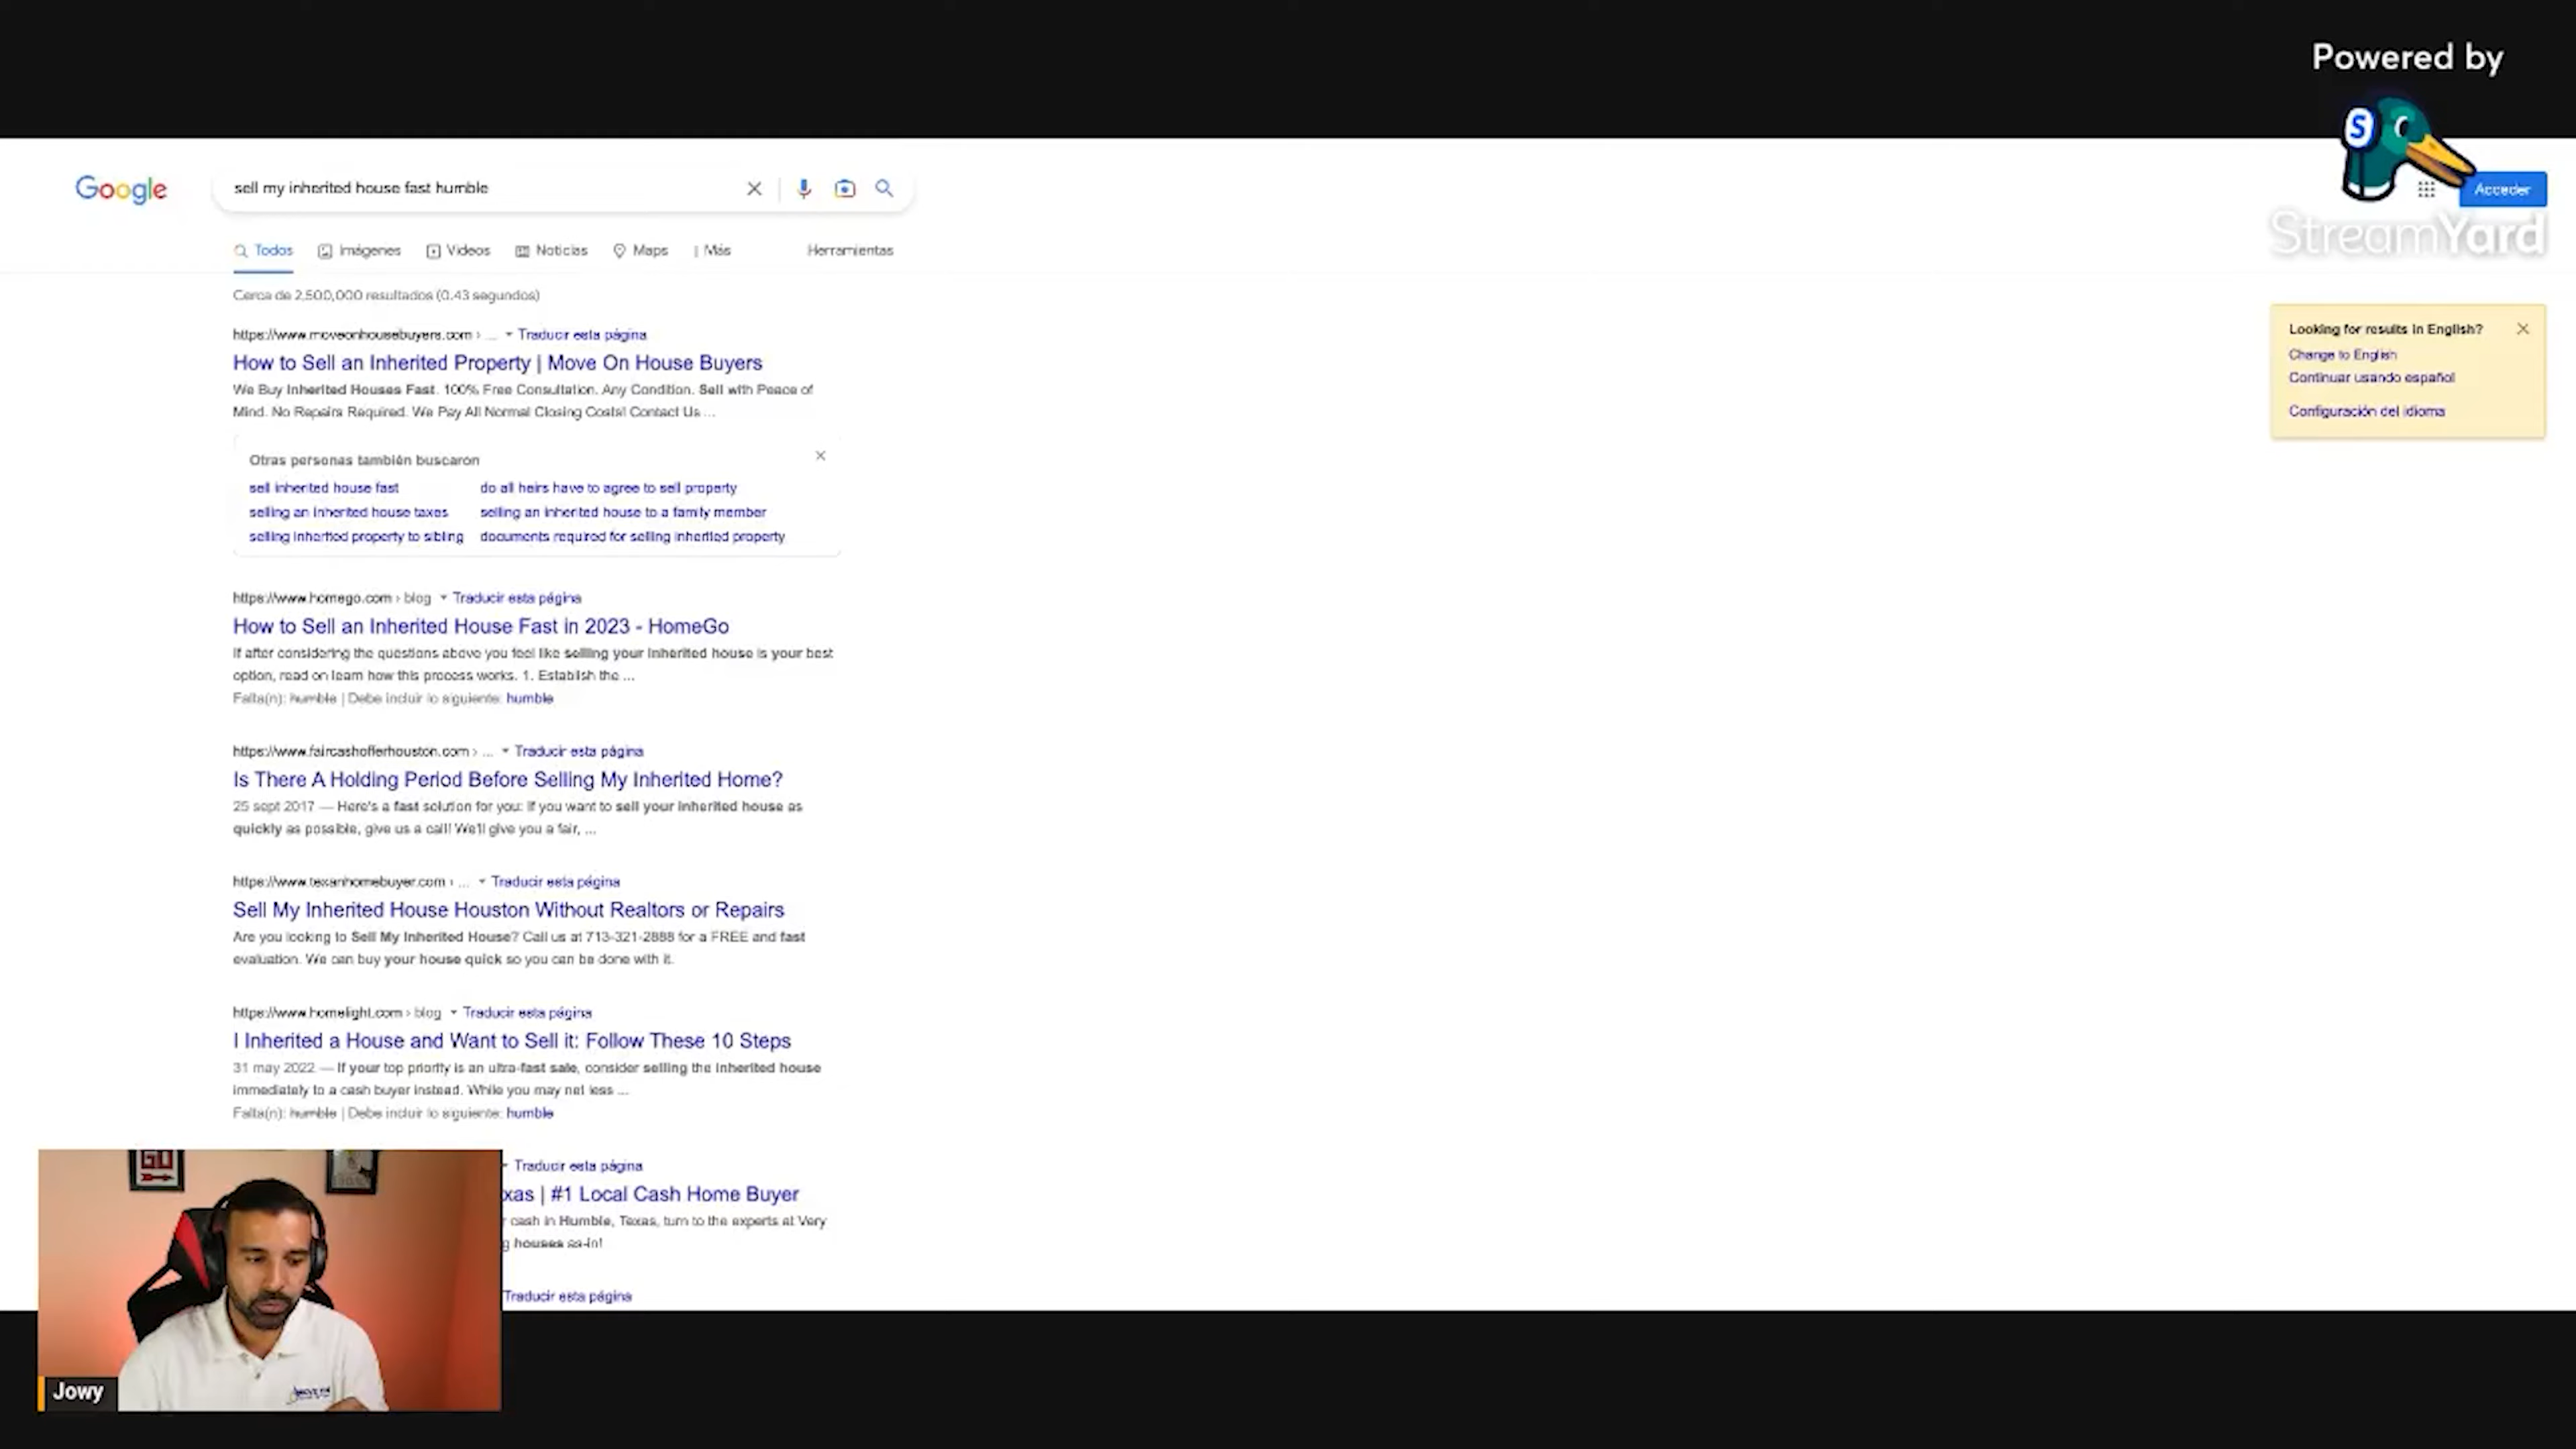 Powered by
StreamYard
Google
sell my inherited house fast humble
Acceder
Todos
Imágenes
Videos
Noticias
Maps
Más
Herramientas
Cerca de 2,500,000 resultados (0.43 segundos)
https://www.moveonhousebuyers.com › ... Traducir esta página
How to Sell an Inherited Property | Move On House Buyers
We Buy Inherited Houses Fast. 100% Free Consultation. Any Condition. Sell with Peace of
Mind. No Repairs Required. We Pay All Normal Closing Costs! Contact Us ...
Otras personas también buscaron
sell inherited house fast
do all heirs have to agree to sell property
selling an inherited house taxes
selling an inherited house to a family member
selling inherited property to sibling
documents required for selling inherited property
https://www.homego.com › blog Traducir esta página
How to Sell an Inherited House Fast in 2023 - HomeGo
If after considering the questions above you feel like selling your inherited house is your best
option, read on learn how this process works. 1. Establish the ...
Falta(n): humble | Debe incluir lo siguiente: humble
https://www.faircashofferhouston.com › ... Traducir esta página
Is There A Holding Period Before Selling My Inherited Home?
25 sept 2017 — Here's a fast solution for you: If you want to sell your inherited house as
quickly as possible, give us a call! We'll give you a fair, ...
https://www.texanhomebuyer.com › ... Traducir esta página
Sell My Inherited House Houston Without Realtors or Repairs
Are you looking to Sell My Inherited House? Call us at 713-321-2888 for a FREE and fast
evaluation. We can buy your house quick so you can be done with it.
https://www.homelight.com › blog Traducir esta página
I Inherited a House and Want to Sell it: Follow These 10 Steps
31 may 2022 — If your top priority is an ultra-fast sale, consider selling the inherited house
immediately to a cash buyer instead. While you may net less ...
Falta(n): humble | Debe incluir lo siguiente: humble
Traducir esta página
xas | #1 Local Cash Home Buyer
cash in Humble, Texas, turn to the experts at Very
g houses as-in!
Traducir esta página
Looking for results in English?
Change to English
Continuar usando español
Configuración del idioma
GO
Jowy